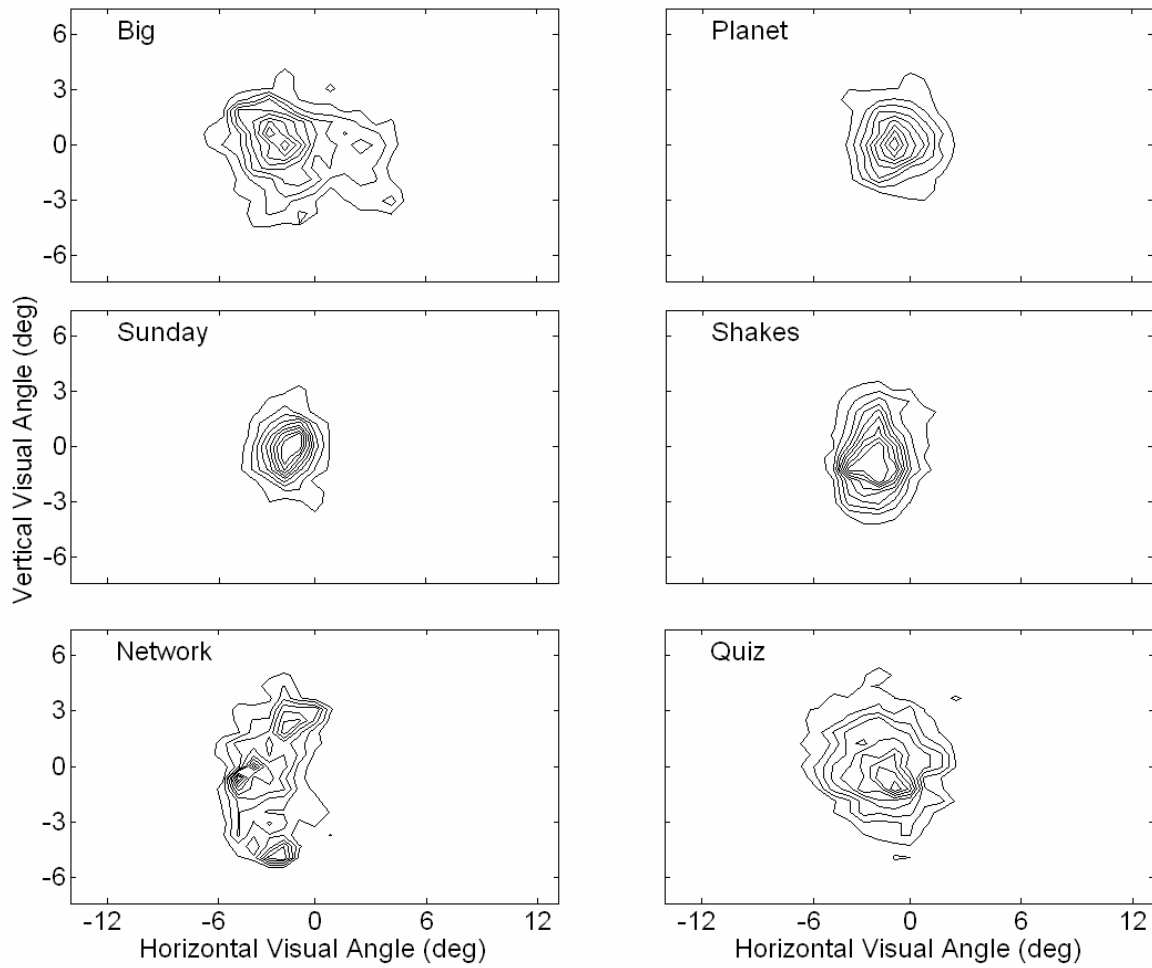 Big
6
3
0
-3
-6
Planet
Sunday
6
3
0
-3
-6
Shakes
Vertical Visual Angle (deg)
Network
6
3
0
-3
-6
Quiz
-12 -6 0 6 12
-12 -6 0 6 12
Horizontal Visual Angle (deg)
Horizontal Visual Angle (deg)